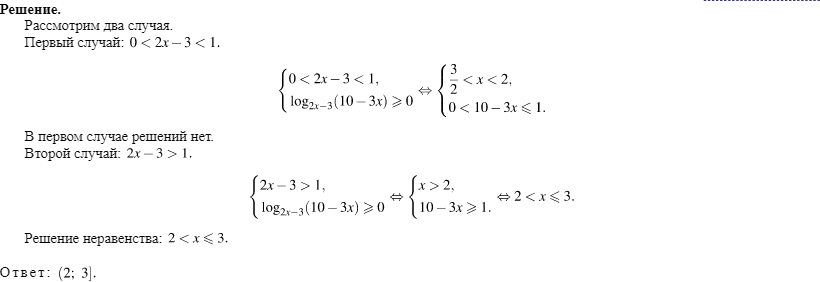 Решение.
Рассмотрим два случая.
Первый случай: 0 < 2x − 3 < 1.
{ 0 < 2x − 3 < 1, log_{2x−3}(10 − 3x) ⩾ 0 ⇔ { 3/2 < x < 2, 0 < 10 − 3x ⩽ 1.
В первом случае решений нет.
Второй случай: 2x − 3 > 1.
{ 2x − 3 > 1, log_{2x−3}(10 − 3x) ⩾ 0 ⇔ { x > 2, 10 − 3x ⩾ 1. ⇔ 2 < x ⩽ 3.
Решение неравенства: 2 < x ⩽ 3.
Ответ: (2; 3].